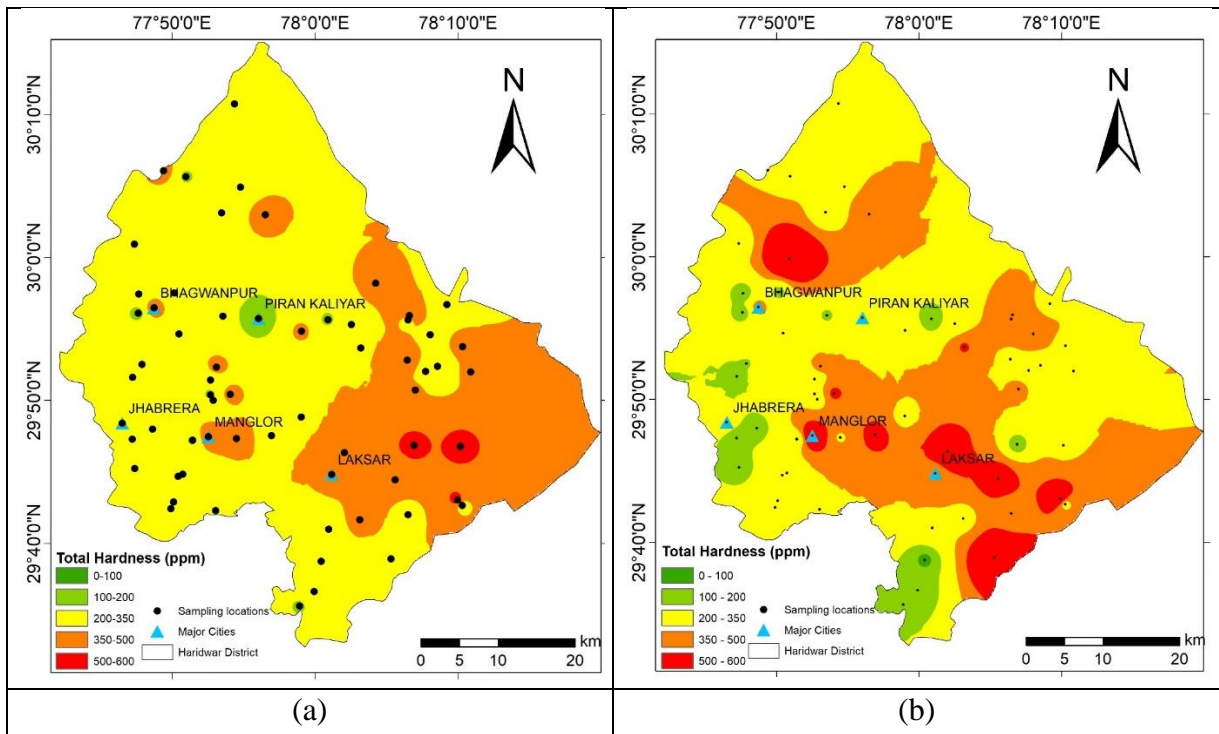 77°50'0"E 78°0'0"E 78°10'0"E
30°10'0"N
30°0'0"N
29°50'0"N
29°40'0"N
N
BHAGWANPUR
PIRAN KALIYAR
JHABRERA
MANGLOR
LAKSAR
Total Hardness (ppm)
0-100
100-200
200-350
350-500
500-600
Sampling locations
Major Cities
Haridwar District
km
0 5 10 20
(a)
77°50'0"E 78°0'0"E 78°10'0"E
30°10'0"N
30°0'0"N
29°50'0"N
29°40'0"N
N
BHAGWANPUR
PIRAN KALIYAR
JHABRERA
MANGLOR
LAKSAR
Total Hardness (ppm)
0 - 100
100 - 200
200 - 350
350 - 500
500 - 600
Sampling locations
Major Cities
Haridwar District
km
0 5 10 20
(b)